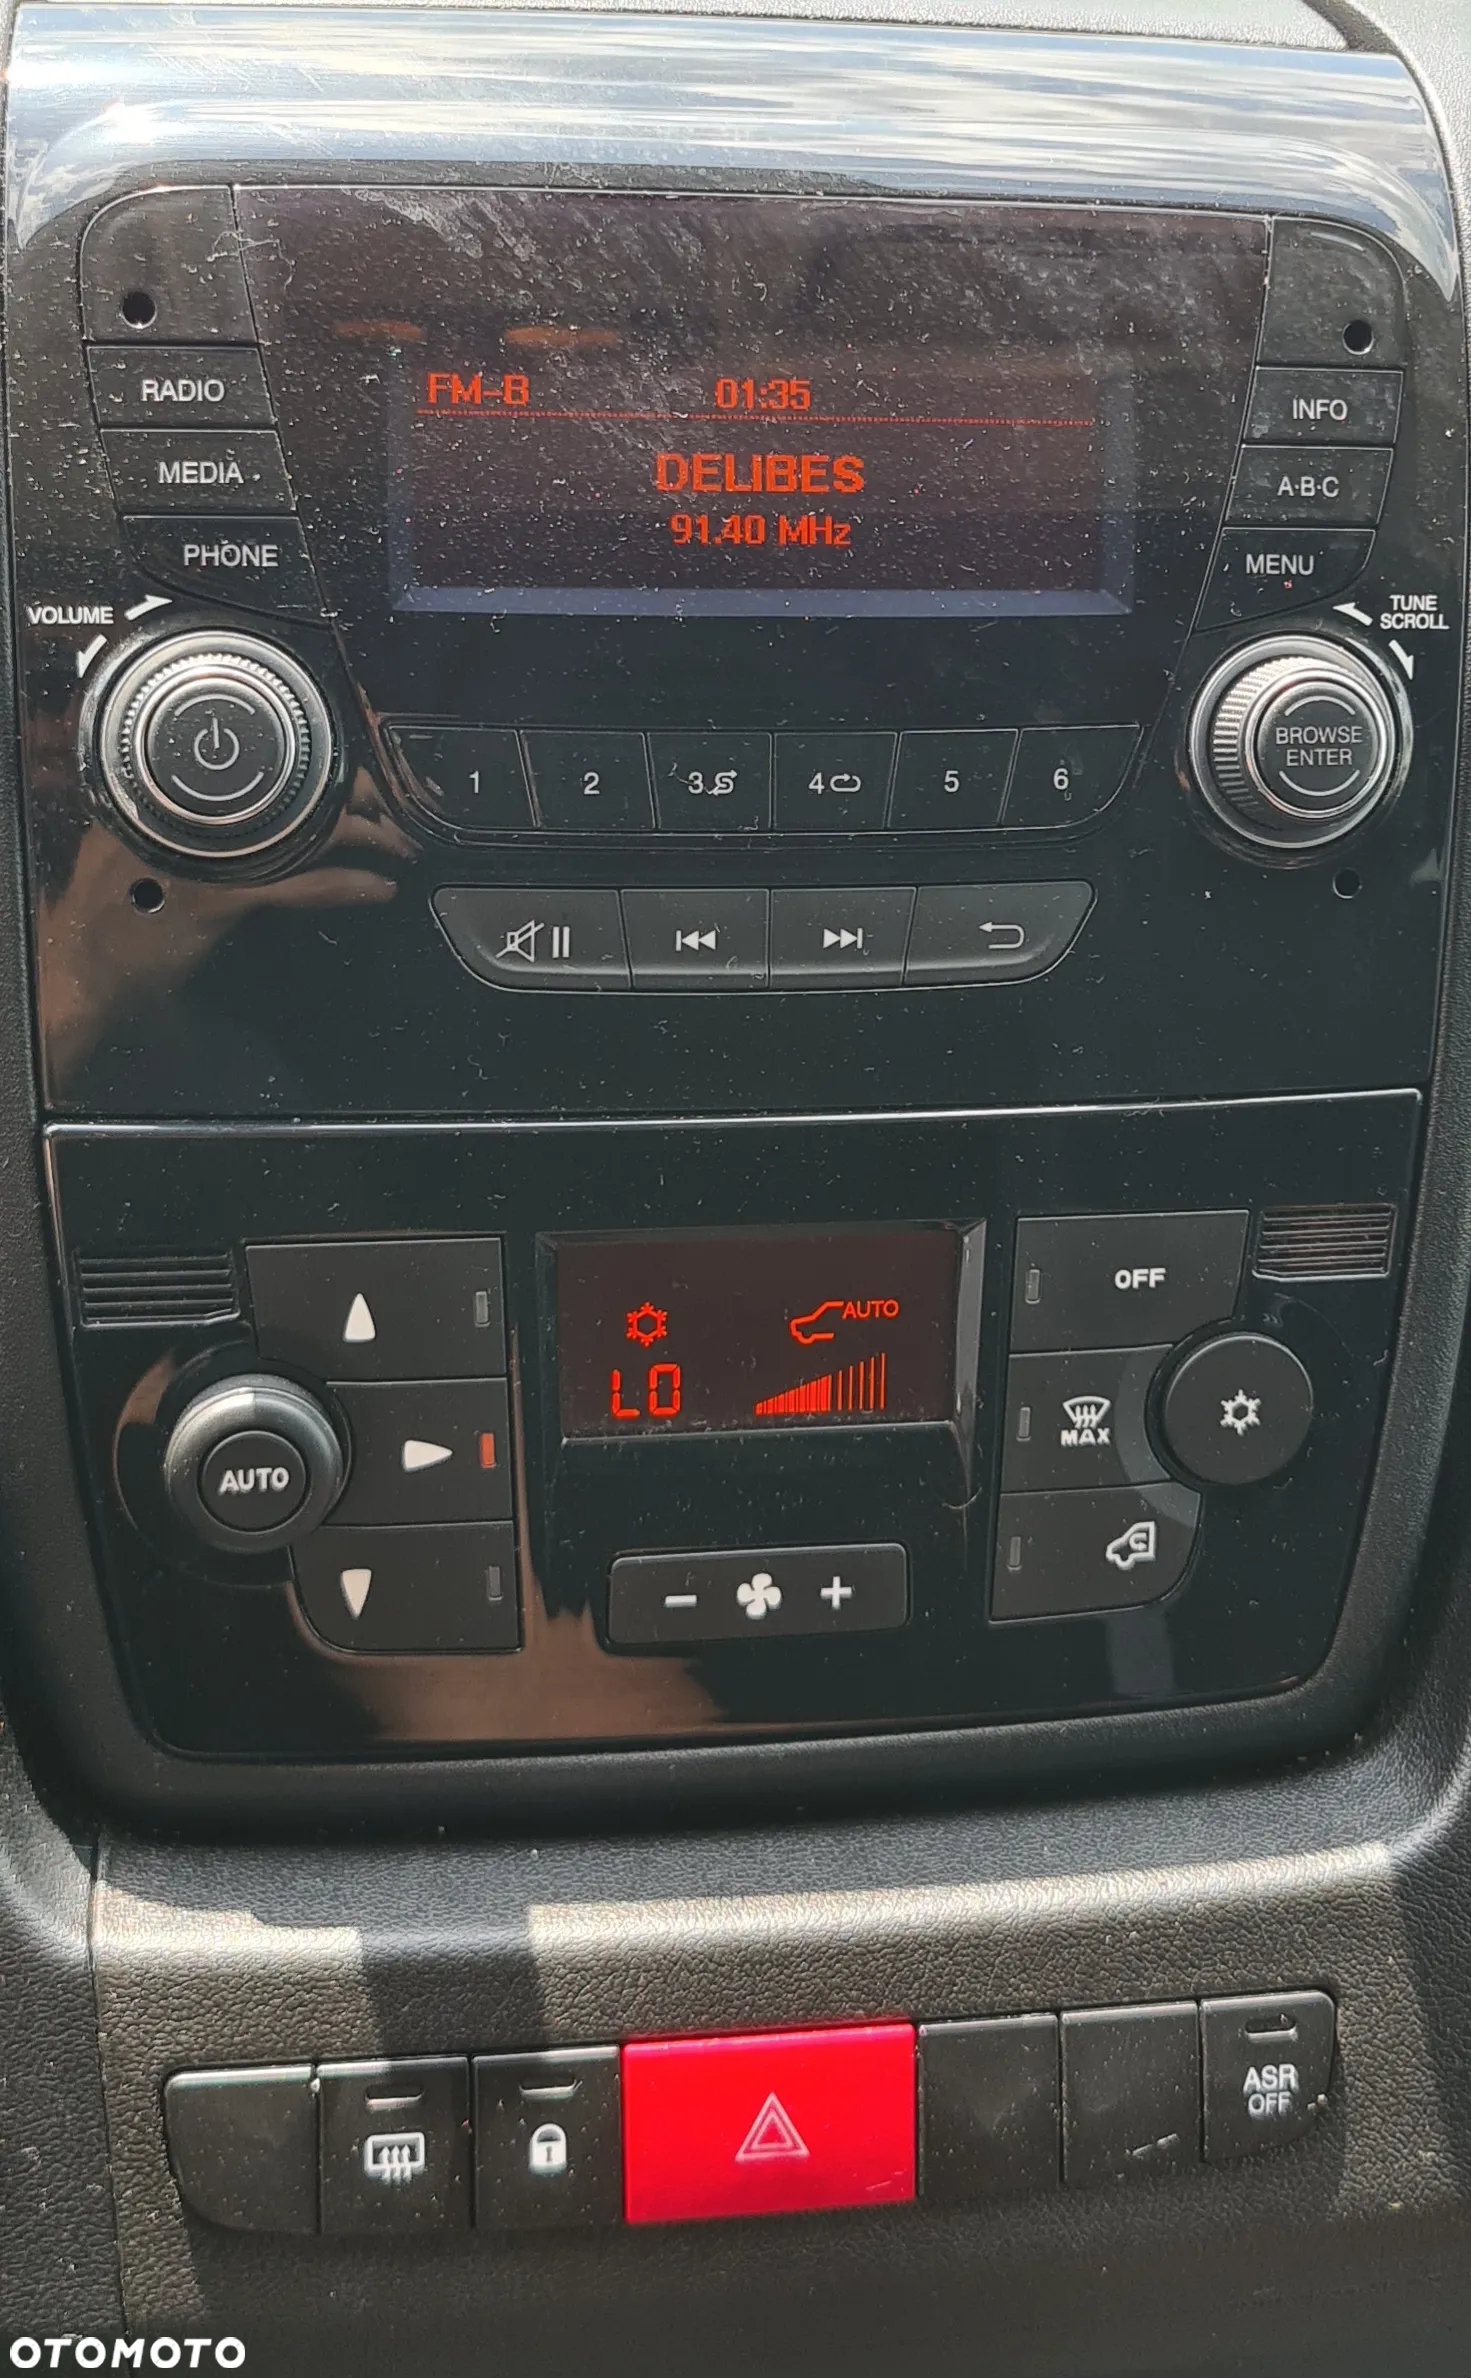 FM-B 01:35
DELIBES
91.40 MHz
RADIO
MEDIA
PHONE
INFO
A·B·C
MENU
VOLUME
TUNE
SCROLL
BROWSE
ENTER
1 2 3 4 5 6
AUTO
LO
AUTO
OFF
MAX
ASR
OFF
OTOMOTO